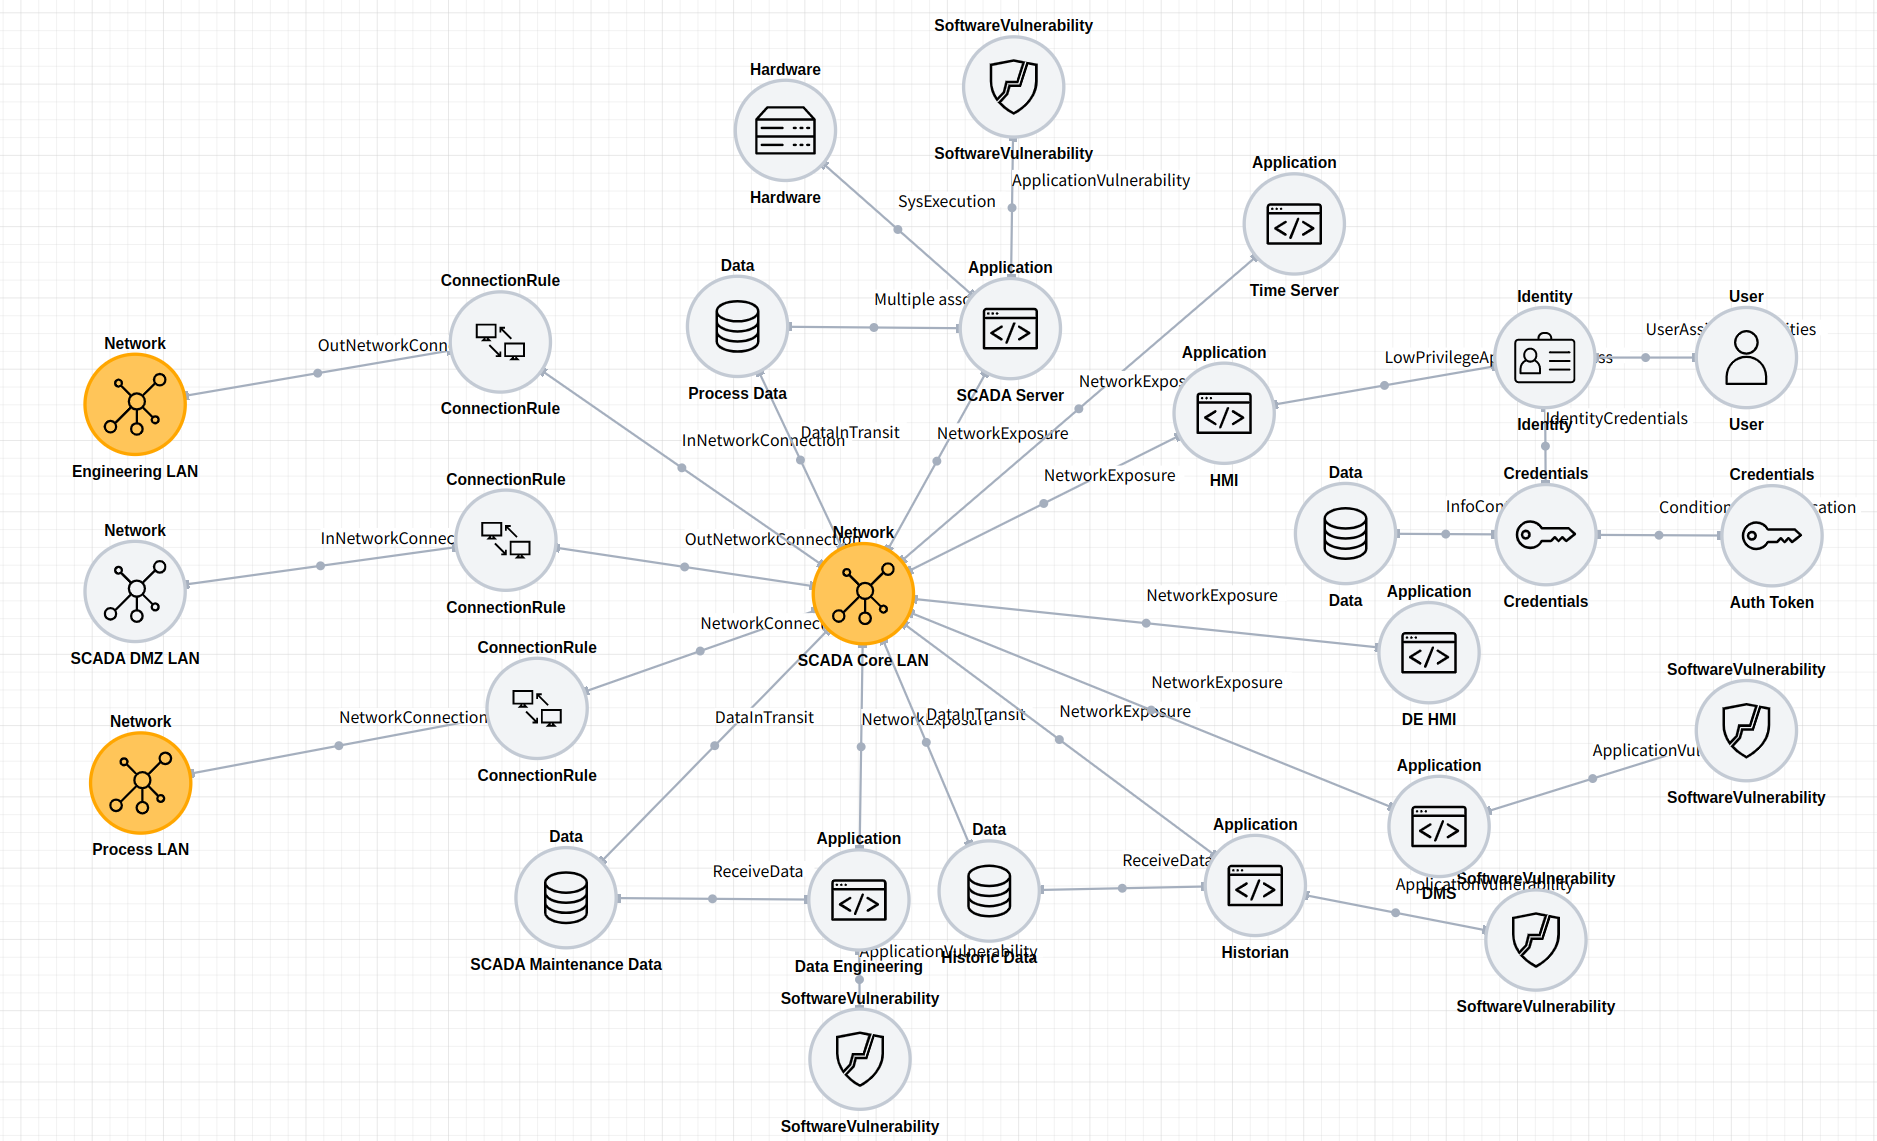 SoftwareVulnerability
SoftwareVulnerability
ApplicationVulnerability
Hardware
Hardware
SysExecution
Application
Time Server
ConnectionRule
ConnectionRule
Data
Process Data
Multiple asso
Application
SCADA Server
Network
Engineering LAN
OutNetworkConn
Application
HMI
NetworkExpos
LowPrivilegeAp
ss
Identity
Identity
UserAssi
ities
User
User
IdentityCredentials
InNetworkConnection
DataInTransit
NetworkExposure
NetworkExposure
Network
SCADA DMZ LAN
InNetworkConnec
ConnectionRule
ConnectionRule
OutNetworkConnection
Network
SCADA Core LAN
Data
Data
InfoCon
Credentials
Credentials
Condition
cation
Credentials
Auth Token
NetworkExposure
Application
DE HMI
NetworkConnec
ConnectionRule
ConnectionRule
Network
Process LAN
NetworkConnection
NetworkExposure
DataInTransit
NetworkExposure
DataInTransit
NetworkExposure
SoftwareVulnerability
SoftwareVulnerability
ApplicationVul
Application
DMS
Data
SCADA Maintenance Data
ReceiveData
Application
Data Engineering
Data
Historic Data
ReceiveData
Application
Historian
ApplicationVulnerability
SoftwareVulnerability
SoftwareVulnerability
ApplicationVulnerability
SoftwareVulnerability
SoftwareVulnerability